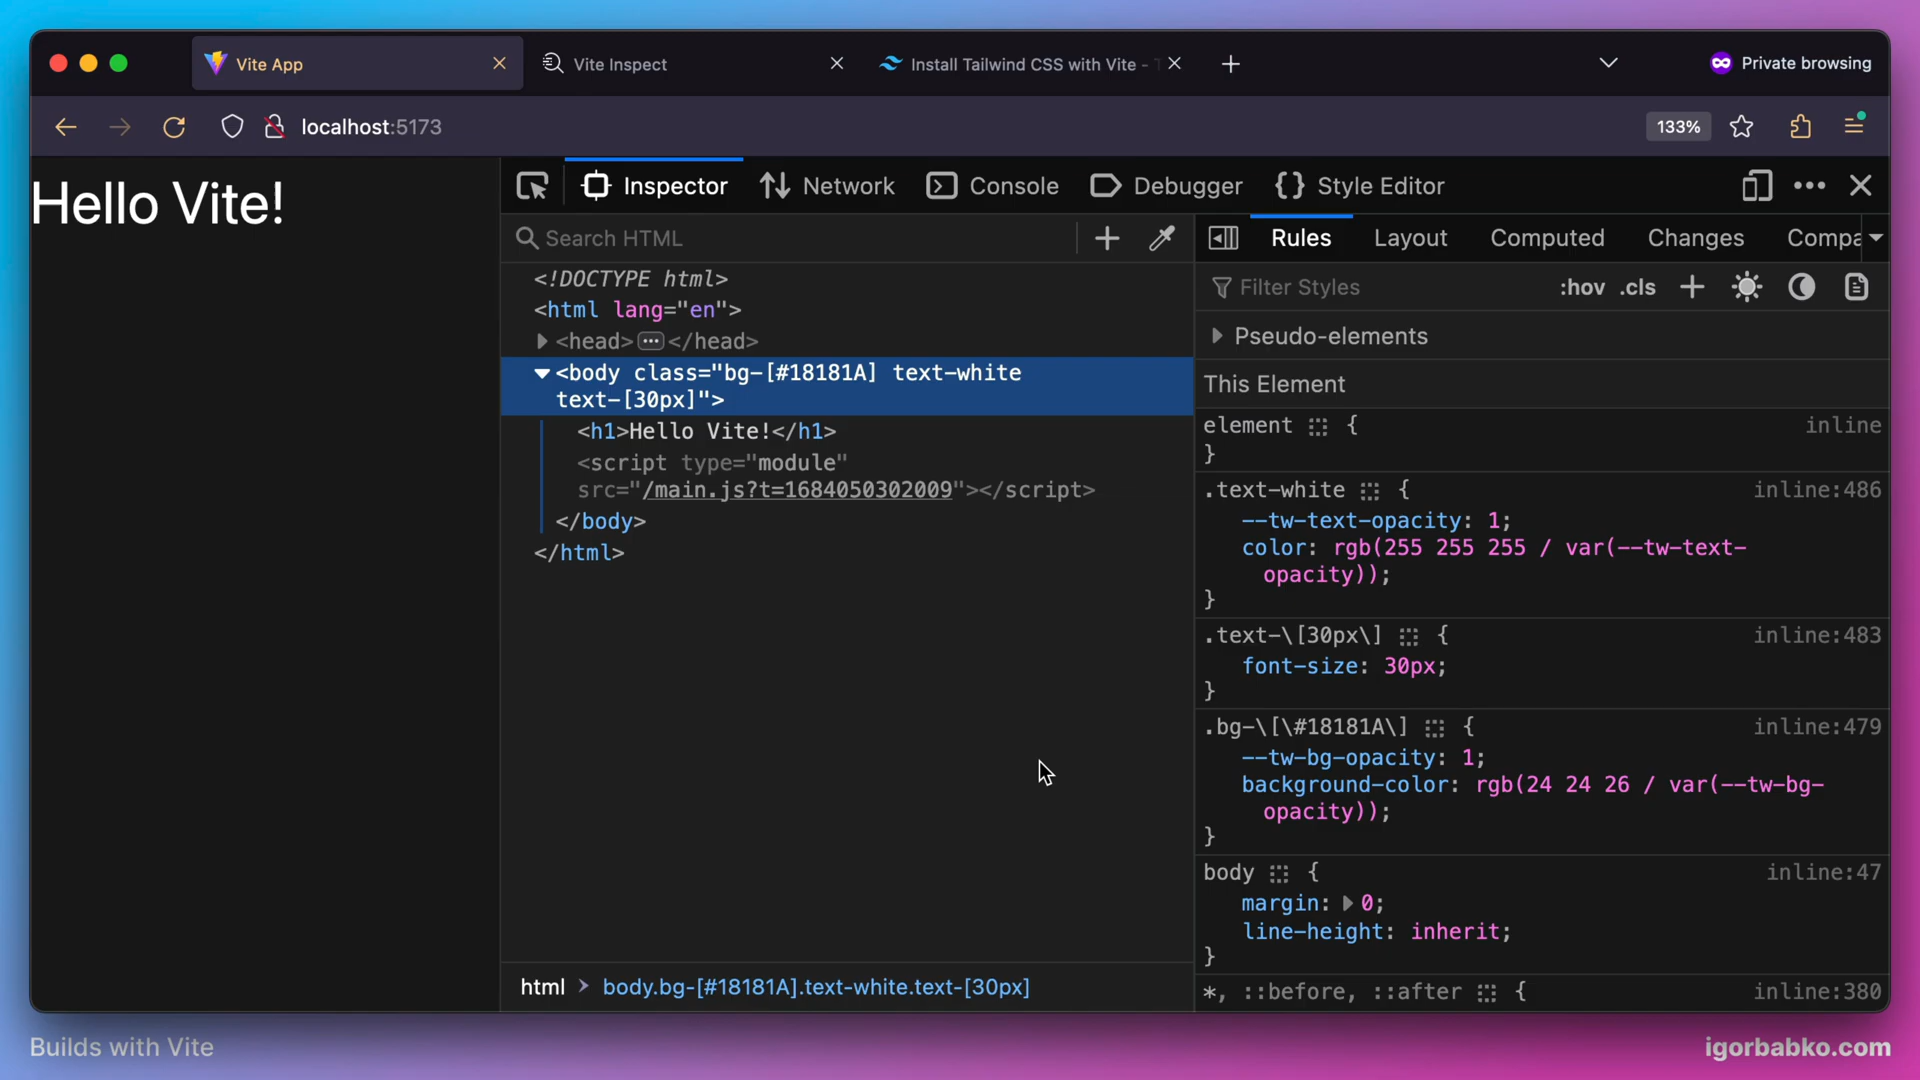 Vite App
Vite Inspect
Install Tailwind CSS with Vite -
Private browsing
localhost:5173
133%
Hello Vite!
Inspector
Network
Console
Debugger
Style Editor
Search HTML
Rules
Layout
Computed
Changes
Compa
<!DOCTYPE html>
<html lang="en">
<head>…</head>
<body class="bg-[#18181A] text-white
text-[30px]">
<h1>Hello Vite!</h1>
<script type="module"
src="/main.js?t=1684050302009"></script>
</body>
</html>
html > body.bg-[#18181A].text-white.text-[30px]
Filter Styles
:hov .cls
Pseudo-elements
This Element
element { inline
}
.text-white { inline:486
--tw-text-opacity: 1;
color: rgb(255 255 255 / var(--tw-text-
opacity));
}
.text-\[30px\] { inline:483
font-size: 30px;
}
.bg-\[\#18181A\] { inline:479
--tw-bg-opacity: 1;
background-color: rgb(24 24 26 / var(--tw-bg-
opacity));
}
body { inline:47
margin: 0;
line-height: inherit;
}
*, ::before, ::after { inline:380
Builds with Vite
igorbabko.com